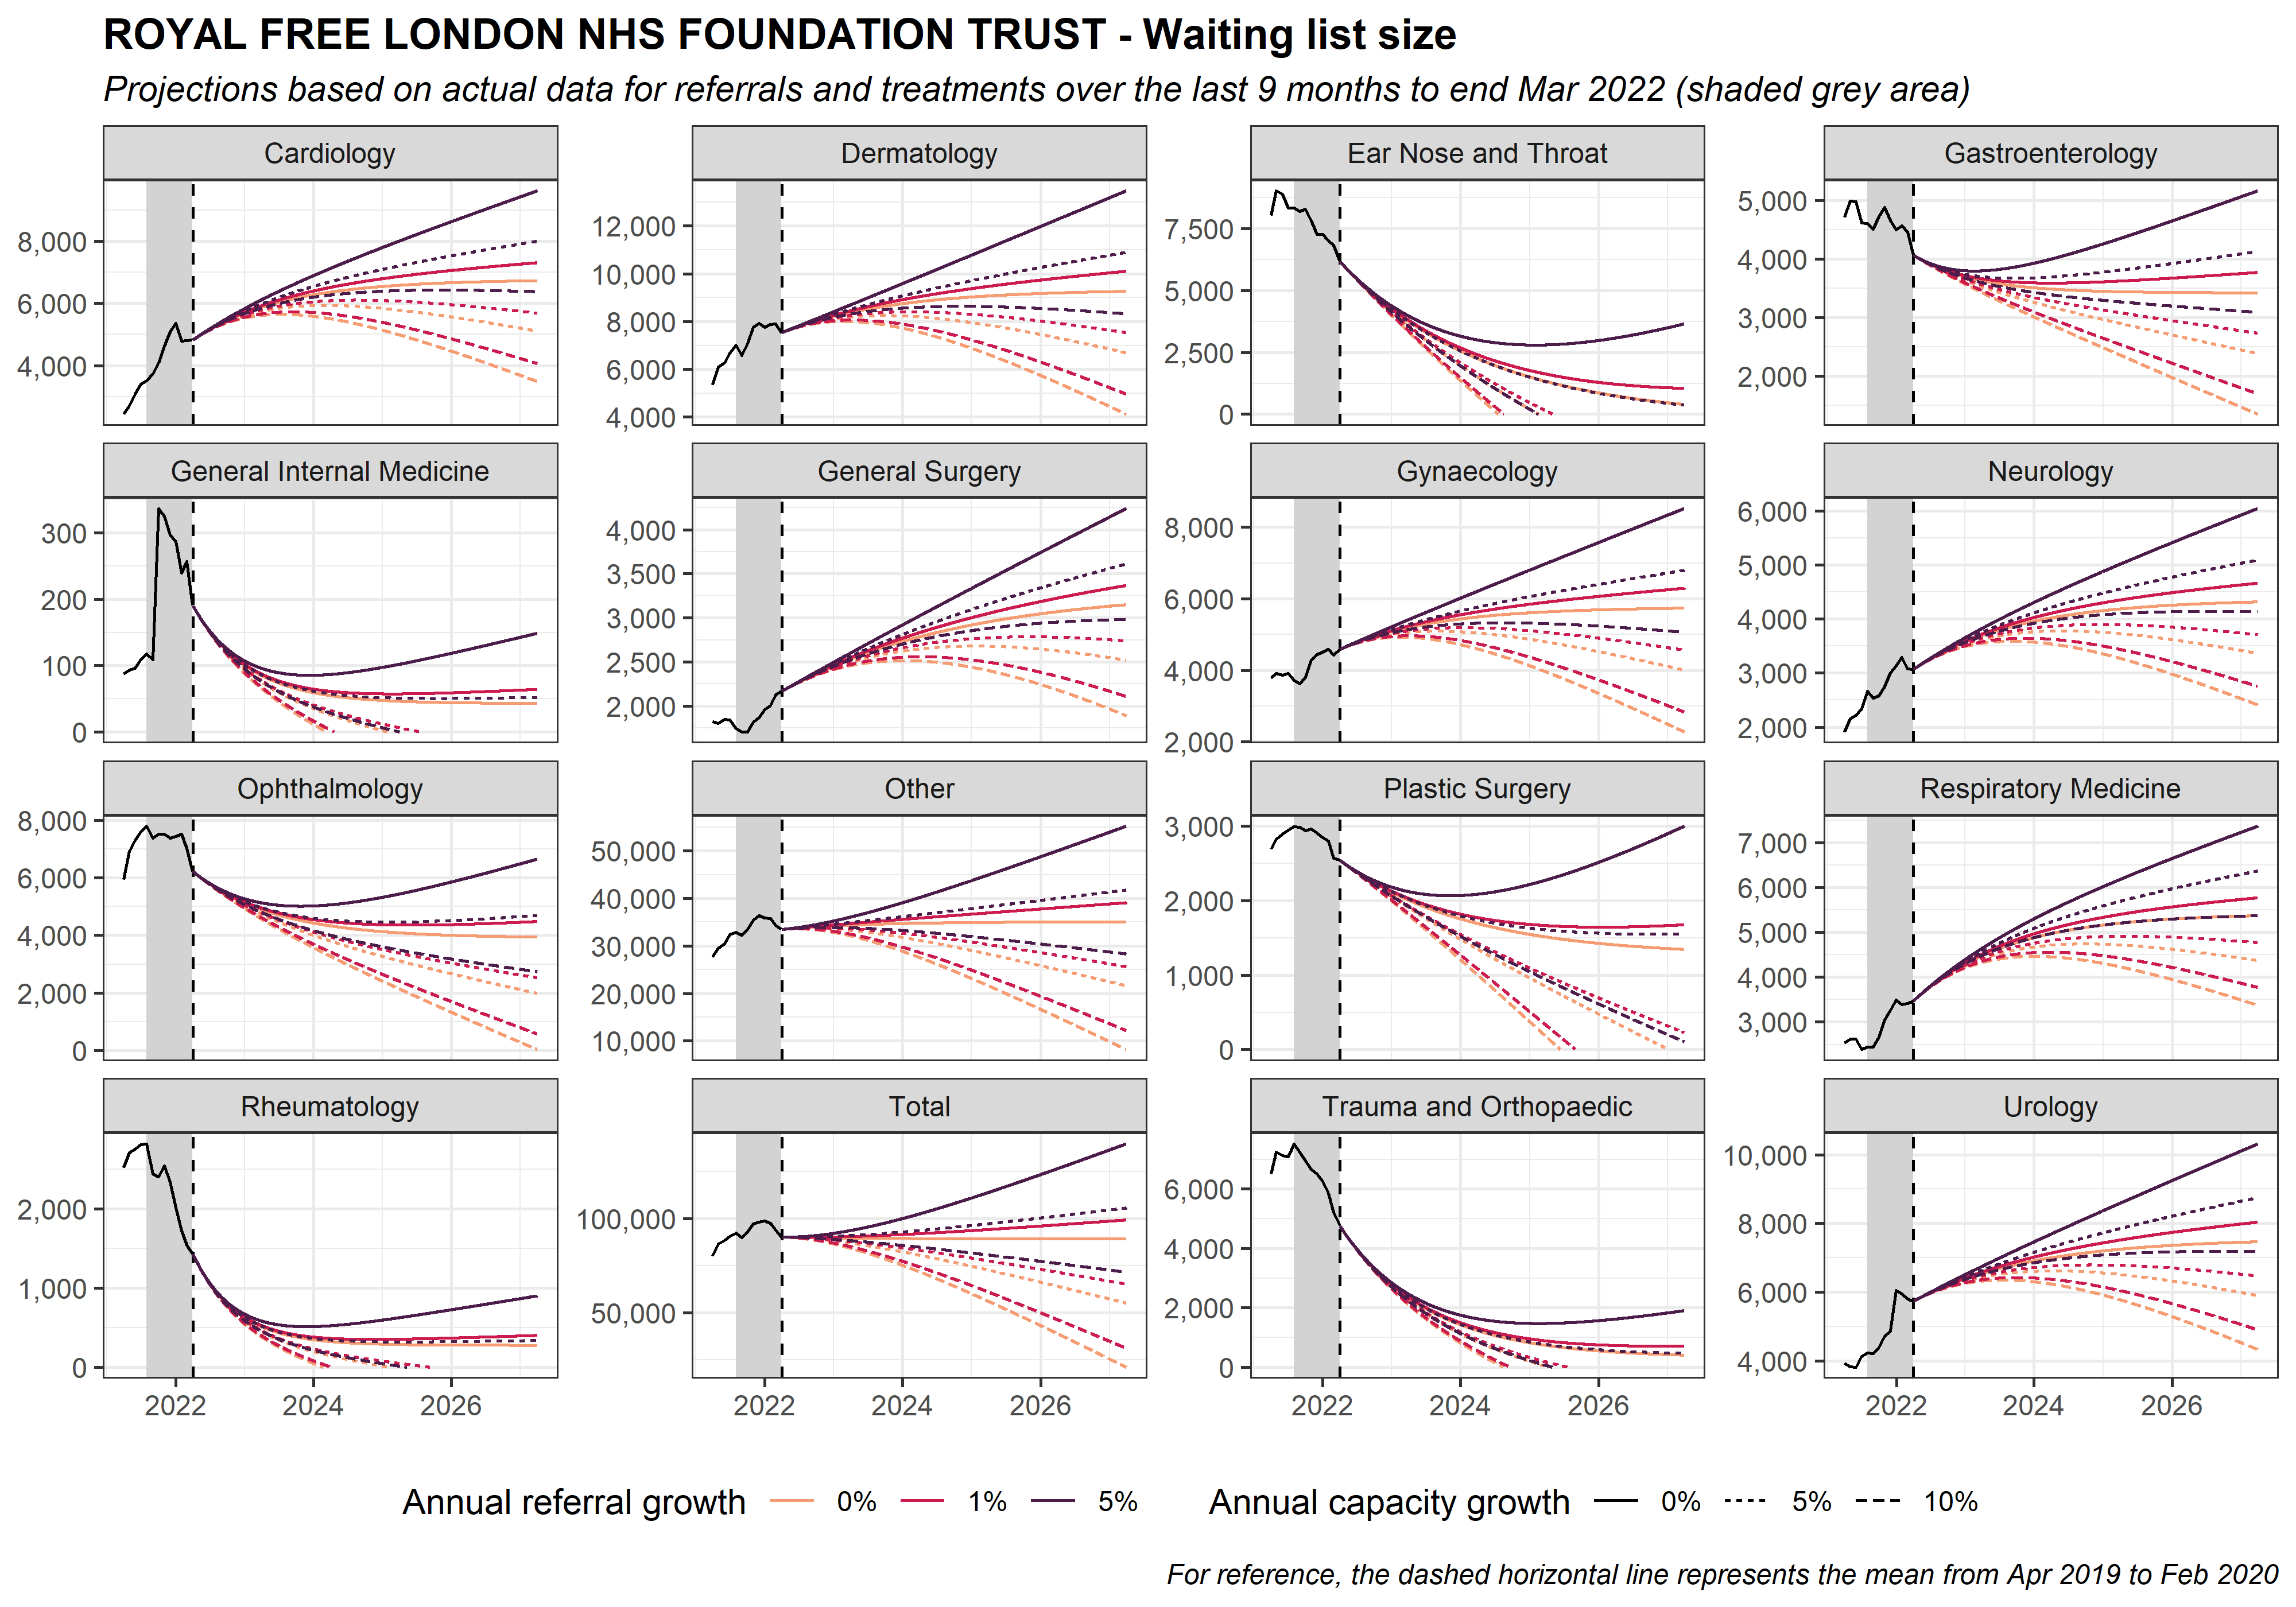 ROYAL FREE LONDON NHS FOUNDATION TRUST - Waiting list size
Projections based on actual data for referrals and treatments over the last 9 months to end Mar 2022 (shaded grey area)
Cardiology
8,000
6,000
4,000
Dermatology
12,000
10,000
8,000
6,000
4,000
Ear Nose and Throat
7,500
5,000
2,500
0
Gastroenterology
5,000
4,000
3,000
2,000
General Internal Medicine
300
200
100
0
General Surgery
4,000
3,500
3,000
2,500
2,000
Gynaecology
8,000
6,000
4,000
2,000
Neurology
6,000
5,000
4,000
3,000
2,000
Ophthalmology
8,000
6,000
4,000
2,000
0
Other
50,000
40,000
30,000
20,000
10,000
Plastic Surgery
3,000
2,000
1,000
0
Respiratory Medicine
7,000
6,000
5,000
4,000
3,000
Rheumatology
2,000
1,000
0
2022 2024 2026
Total
100,000
50,000
2022 2024 2026
Trauma and Orthopaedic
6,000
4,000
2,000
0
2022 2024 2026
Urology
10,000
8,000
6,000
4,000
2022 2024 2026
Annual referral growth 0% 1% 5% Annual capacity growth 0% 5% 10%
For reference, the dashed horizontal line represents the mean from Apr 2019 to Feb 2020